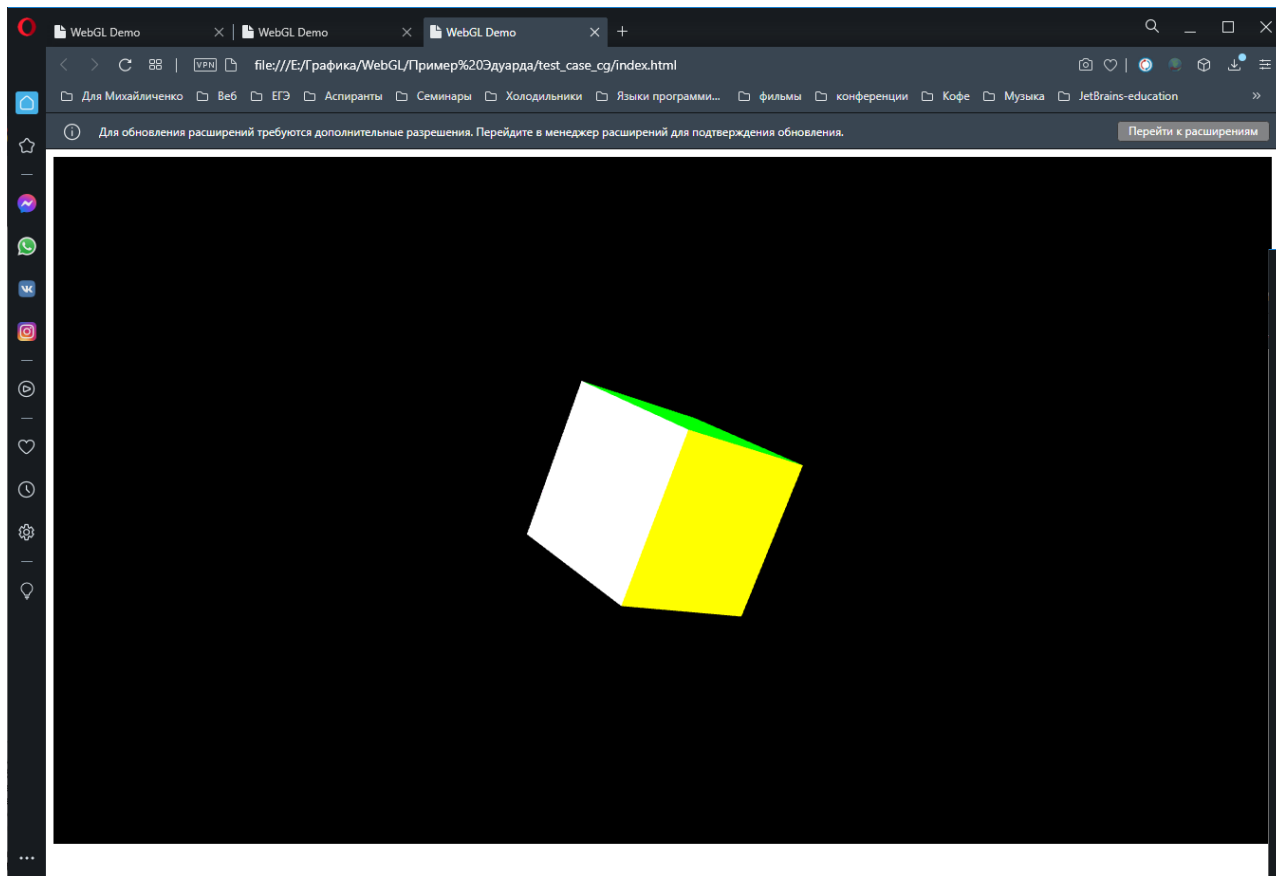 WebGL Demo WebGL Demo WebGL Demo
VPN file:///E:/Графика/WebGL/Пример%20Эдуарда/test_case_cg/index.html
Для Михайличенко Веб ЕГЭ Аспиранты Семинары Холодильники Языки программи... фильмы конференции Кофе Музыка JetBrains-education »
Для обновления расширений требуются дополнительные разрешения. Перейдите в менеджер расширений для подтверждения обновления. Перейти к расширениям